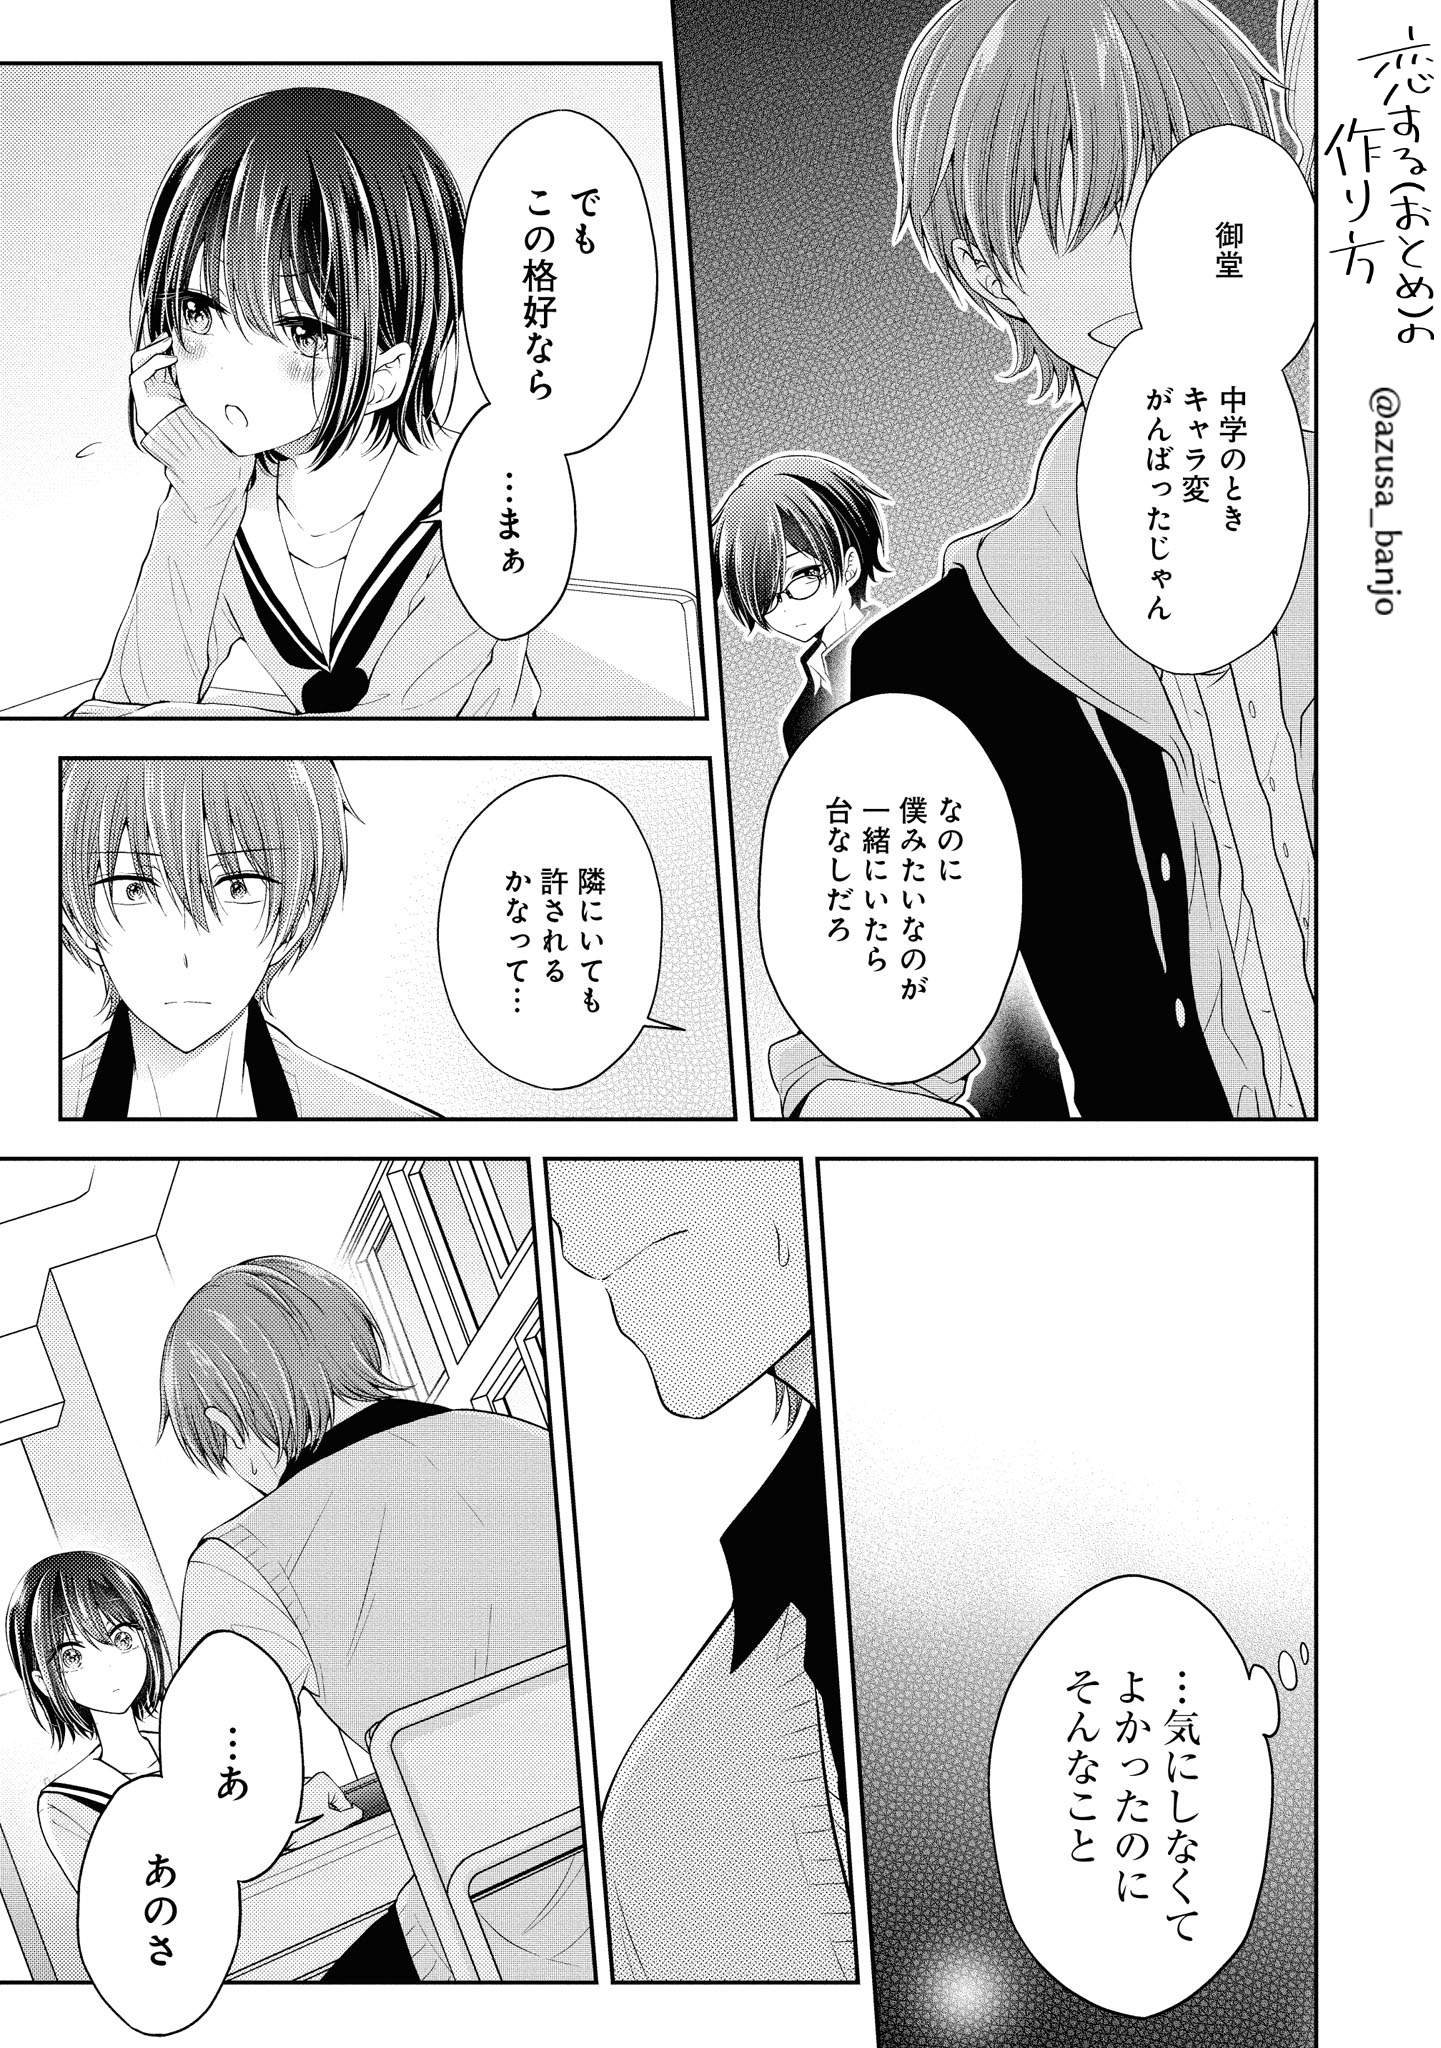 恋する(おとめ)の
作り方
@azusa_banjo
御堂
中学のとき
キャラ変
がんばったじゃん
なのに
僕みたいなのが
一緒にいたら
台なしだろ
でも
この格好なら
…まぁ
隣にいても
許される
かなって…
…気にしなくて
よかったのに
そんなこと
…あ
あのさ